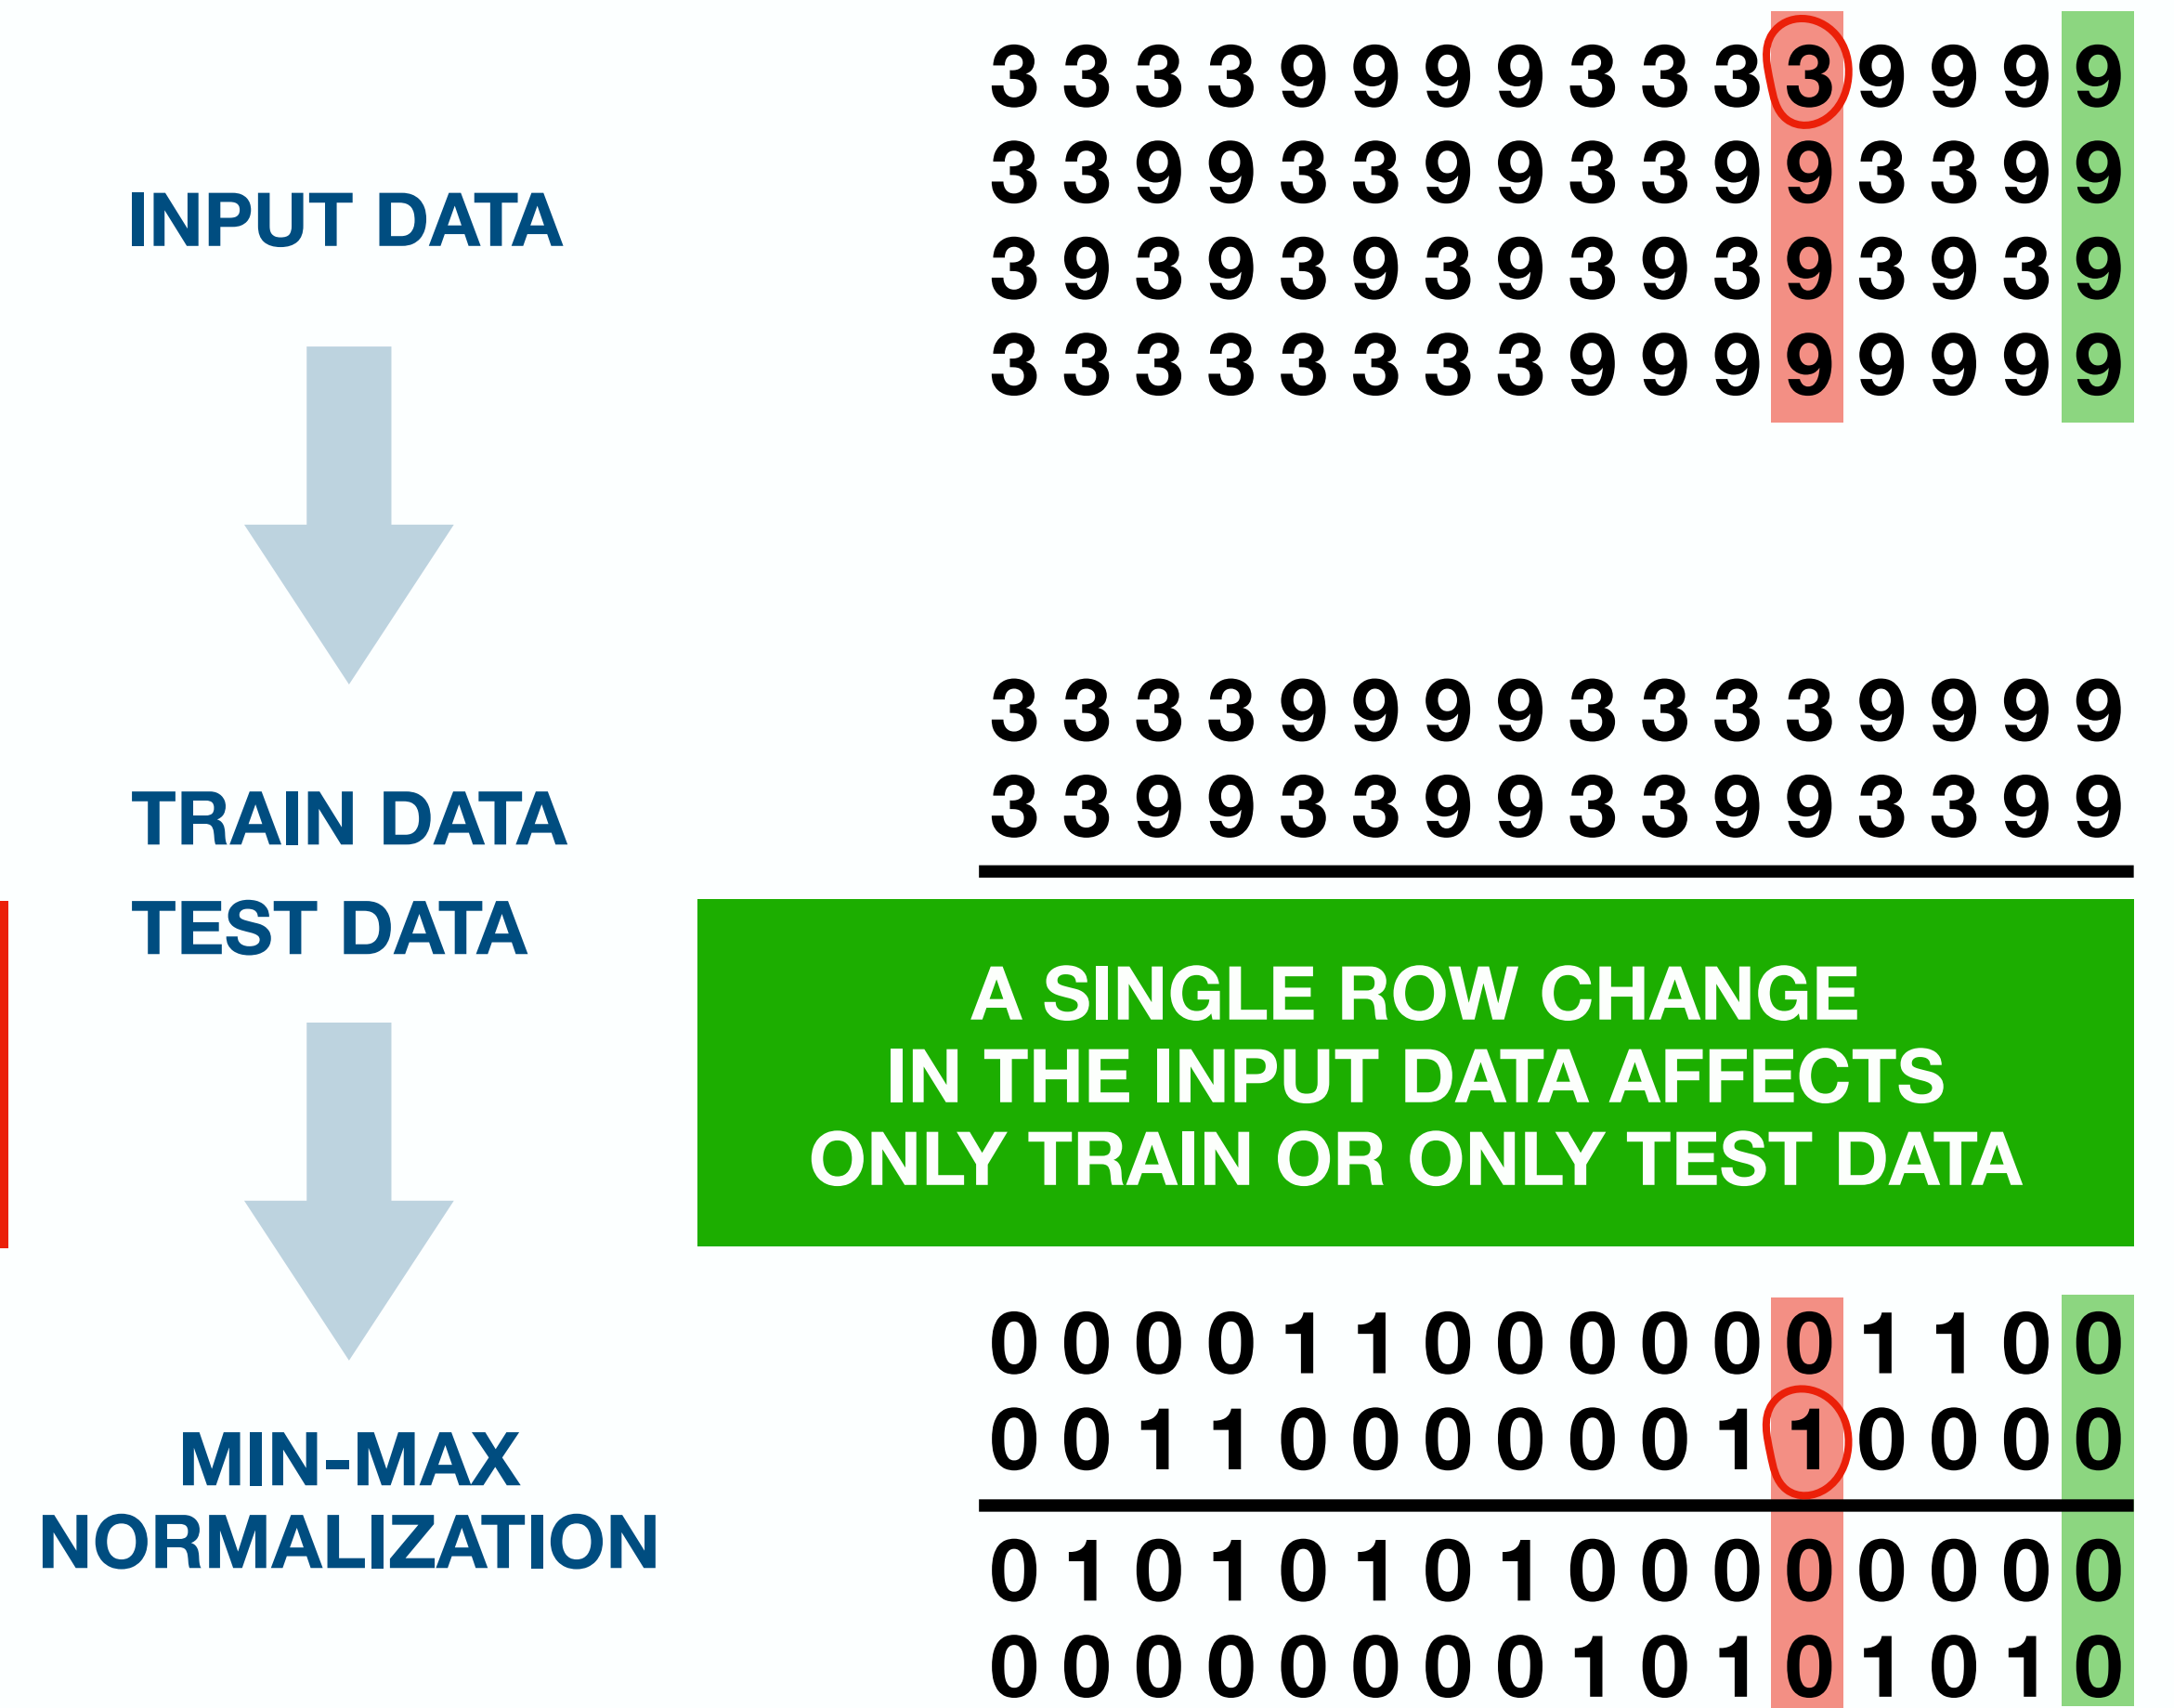 3 3 3 3 9 9 9 9 3 3 3 3 9 9 9 9
3 3 9 9 3 3 9 9 3 3 9 9 3 3 9 9
INPUT DATA
3 9 3 9 3 9 3 9 3 9 3 9 3 9 3 9
3 3 3 3 3 3 3 3 9 9 9 9 9 9 9 9
3 3 3 3 9 9 9 9 3 3 3 3 9 9 9 9
3 3 9 9 3 3 9 9 3 3 9 9 3 3 9 9
TRAIN DATA
TEST DATA
A SINGLE ROW CHANGE
IN THE INPUT DATA AFFECTS
ONLY TRAIN OR ONLY TEST DATA
0 0 0 0 1 1 0 0 0 0 0 0 1 1 0 0
0 0 1 1 0 0 0 0 0 0 1 1 0 0 0 0
MIN-MAX
NORMALIZATION
0 1 0 1 0 1 0 1 0 0 0 0 0 0 0 0
0 0 0 0 0 0 0 0 1 0 1 0 1 0 1 0